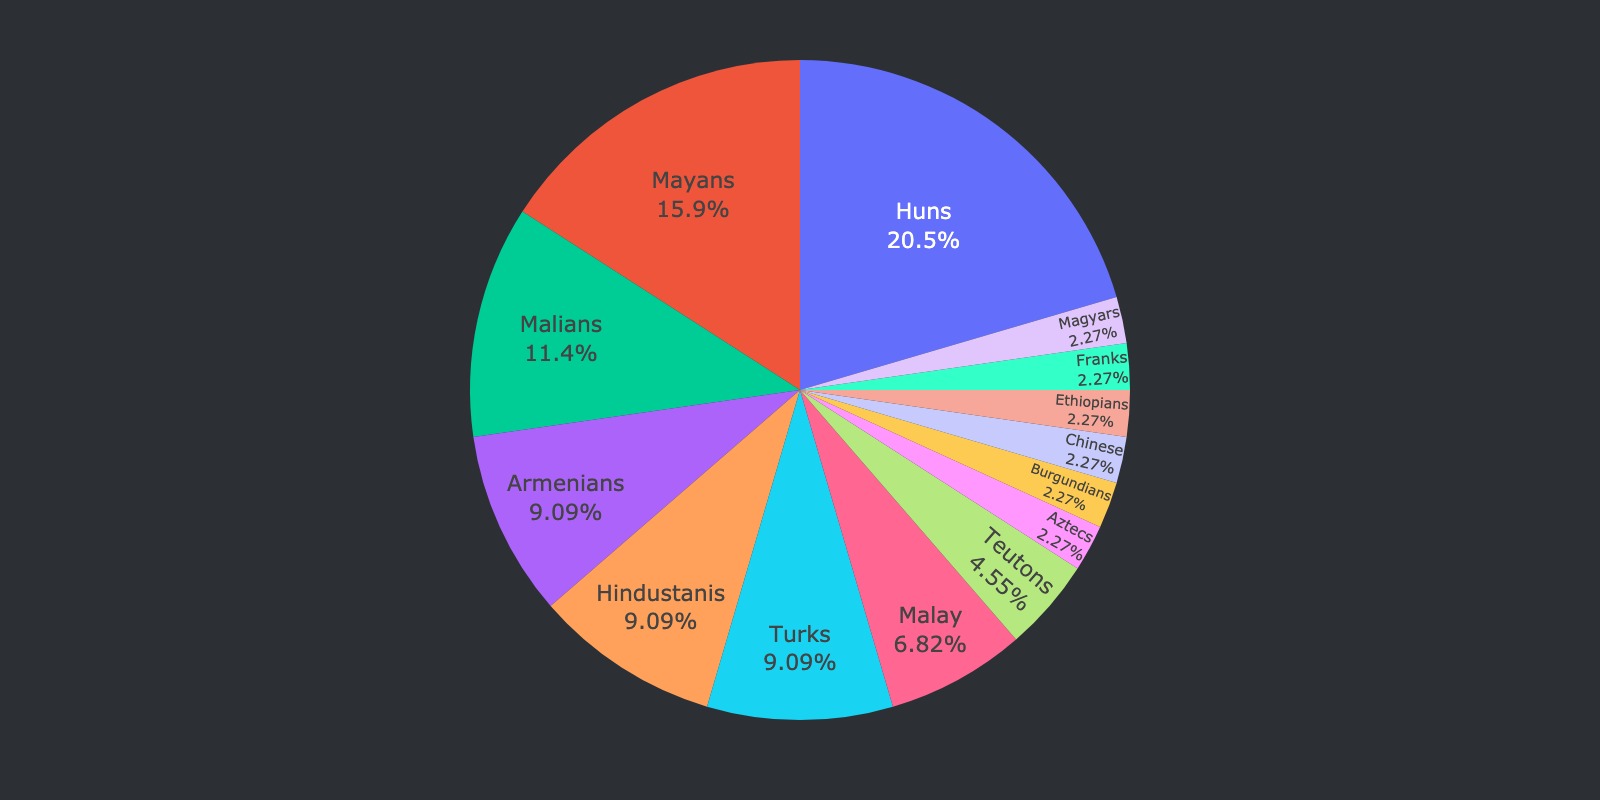 Mayans
15.9%
Huns
20.5%
Malians
11.4%
Magyars
2.27%
Franks
2.27%
Ethiopians
2.27%
Chinese
2.27%
Burgundians
2.27%
Aztecs
2.27%
Teutons
4.55%
Armenians
9.09%
Hindustanis
9.09%
Turks
9.09%
Malay
6.82%